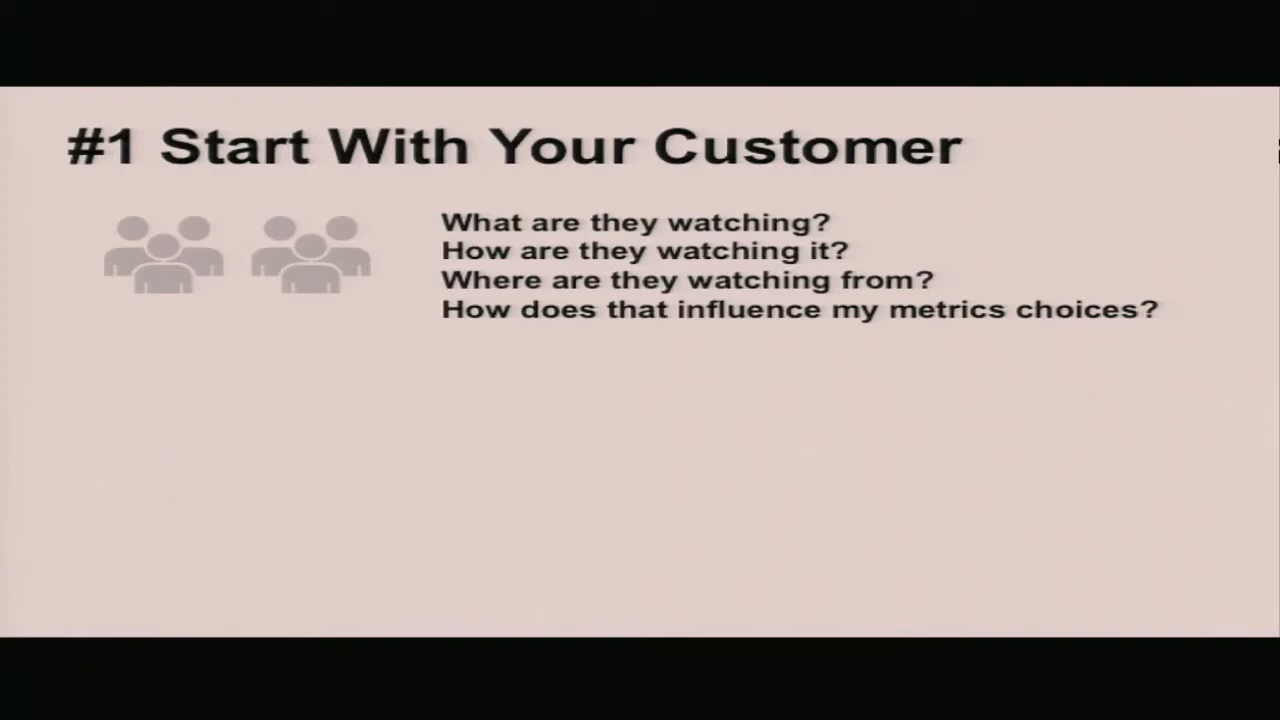 #1 Start With Your Customer
What are they watching?
How are they watching it?
Where are they watching from?
How does that influence my metrics choices?